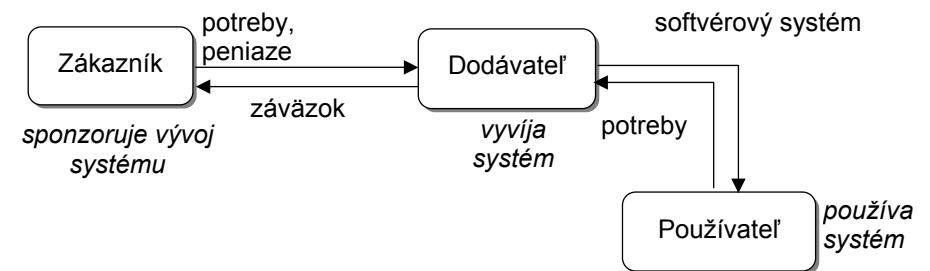 potreby,
peniaze
softvérový systém
Zákazník
Dodávateľ
záväzok
potreby
sponzoruje vývoj
systému
vyvíja
systém
Používateľ
používa
systém